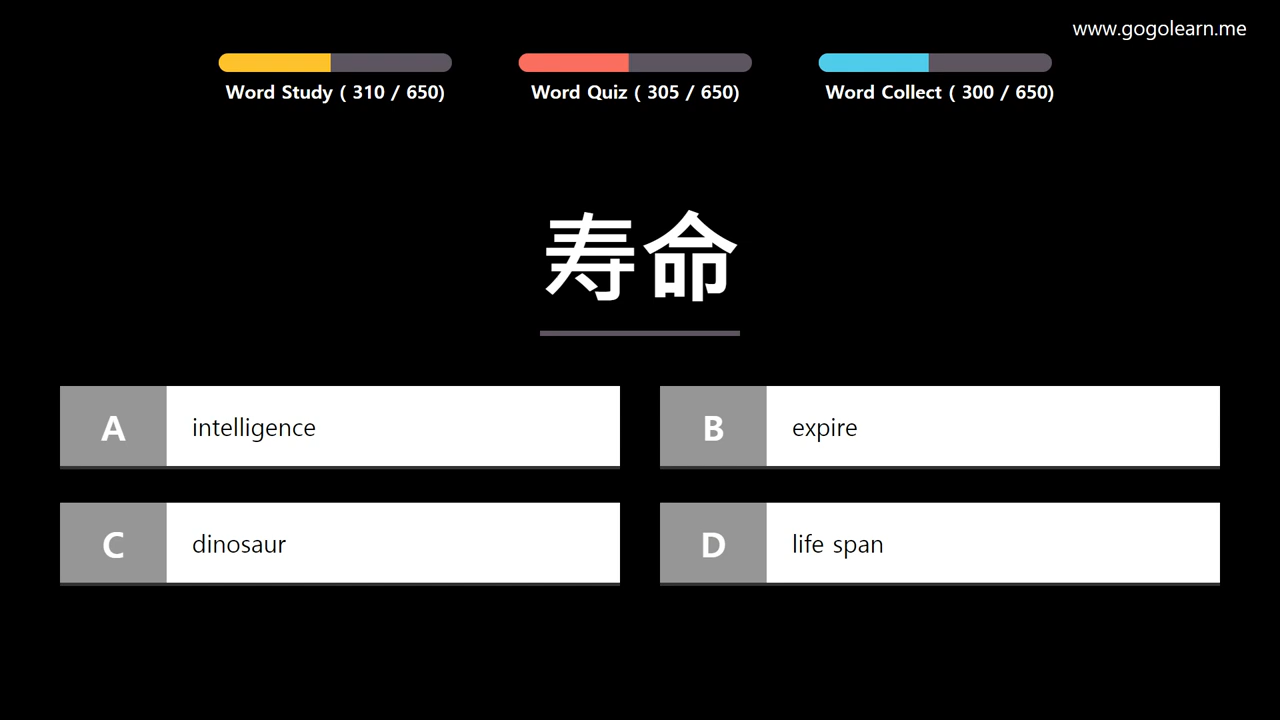 www.gogolearn.me
Word Study ( 310 / 650)
Word Quiz ( 305 / 650)
Word Collect ( 300 / 650)
寿命
A intelligence
B expire
C dinosaur
D life span